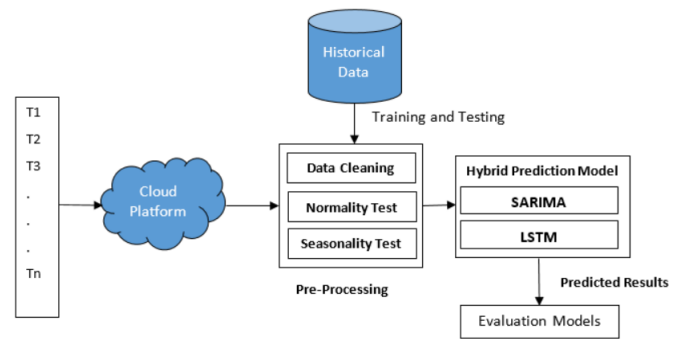 Historical
Data
Training and Testing
T1
T2
T3
.
.
.
Tn
Cloud
Platform
Data Cleaning
Normality Test
Seasonality Test
Pre-Processing
Hybrid Prediction Model
SARIMA
LSTM
Predicted Results
Evaluation Models